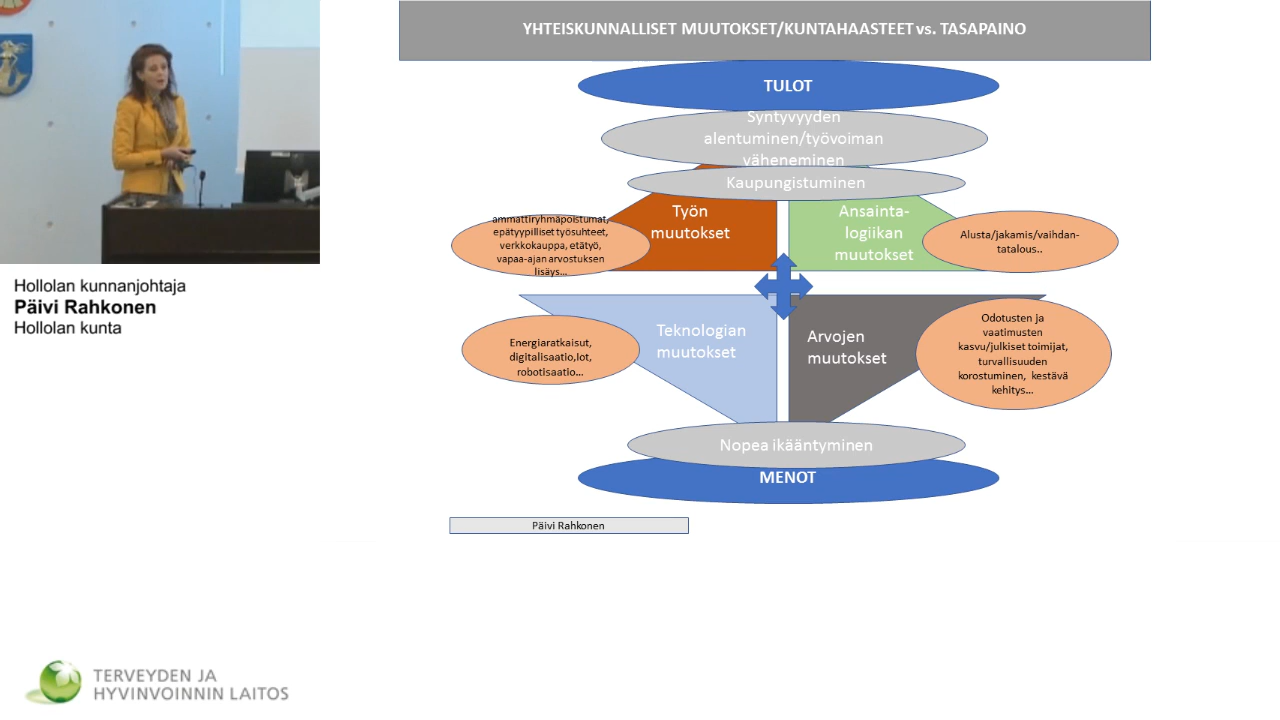 YHTEISKUNNALLISET MUUTOKSET/KUNTAHAASTEET vs. TASAPAINO
TULOT
Syntyvyyden
alentuminen/työvoiman
väheneminen
Kaupungistuminen
ammattiryhmäpoistumat,
epätyypilliset työsuhteet,
verkkokauppa, etätyö,
vapaa-ajan arvostuksen
lisäys...
Työn
muutokset
Ansainta-
logiikan
muutokset
Alusta/jakamis/vaihdan-
tatalous..
Energiaratkaisut,
digitalisaatio,Iot,
robotisaatio...
Teknologian
muutokset
Arvojen
muutokset
Odotusten ja
vaatimusten
kasvu/julkiset toimijat,
turvallisuuden
korostuminen, kestävä
kehitys...
Nopea ikääntyminen
MENOT
Päivi Rahkonen
Hollolan kunnanjohtaja
Päivi Rahkonen
Hollolan kunta
TERVEYDEN JA
HYVINVOINNIN LAITOS